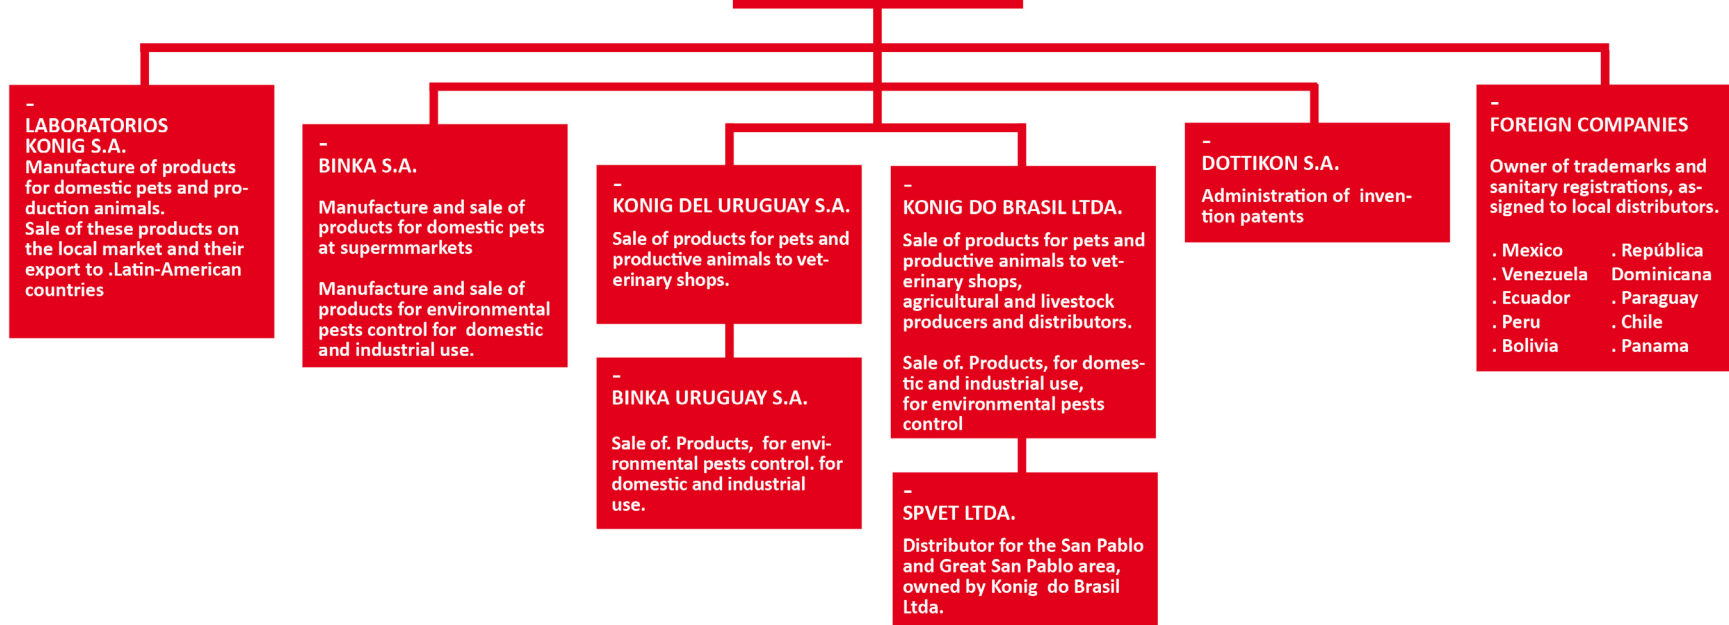 –
LABORATORIOS
KONIG S.A.
Manufacture of products
for domestic pets and pro-
duction animals.
Sale of these products on
the local market and their
export to .Latin-American
countries
–
BINKA S.A.
Manufacture and sale of
products for domestic pets
at supermmarkets
Manufacture and sale of
products for environmental
pests control for domestic
and industrial use.
–
KONIG DEL URUGUAY S.A.
Sale of products for pets and
productive animals to vet-
erinary shops.
–
BINKA URUGUAY S.A.
Sale of. Products, for envi-
ronmental pests control. for
domestic and industrial
use.
–
KONIG DO BRASIL LTDA.
Sale of products for pets and
productive animals to vet-
erinary shops,
agricultural and livestock
producers and distributors.
Sale of. Products, for domes-
tic and industrial use,
for environmental pests
control
–
SPVET LTDA.
Distributor for the San Pablo
and Great San Pablo area,
owned by Konig do Brasil
Ltda.
–
DOTTIKON S.A.
Administration of inven-
tion patents
–
FOREIGN COMPANIES
Owner of trademarks and
sanitary registrations, as-
signed to local distributors.
. Mexico
. Venezuela
. Ecuador
. Peru
. Bolivia
. República
Dominicana
. Paraguay
. Chile
. Panama